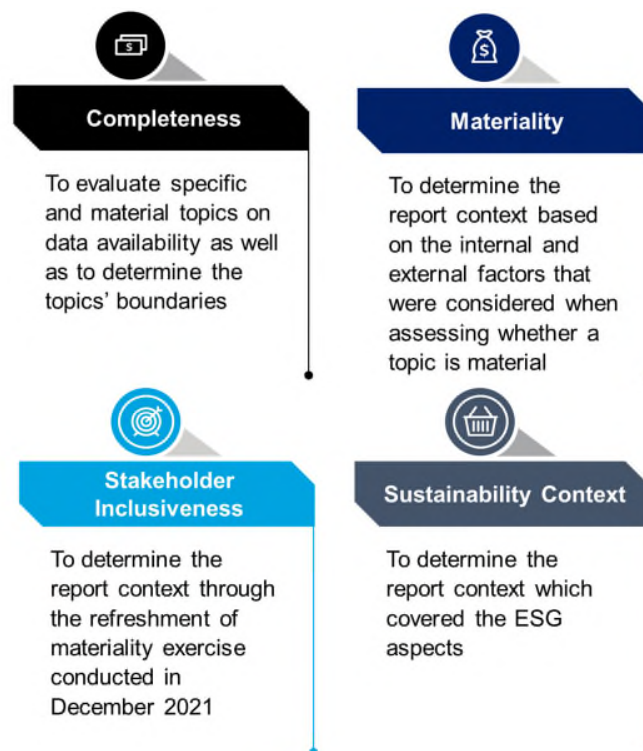 Completeness
To evaluate specific
and material topics on
data availability as well
as to determine the
topics' boundaries
Materiality
To determine the
report context based
on the internal and
external factors that
were considered when
assessing whether a
topic is material
Stakeholder
Inclusiveness
To determine the
report context through
the refreshment of
materiality exercise
conducted in
December 2021
Sustainability Context
To determine the
report context which
covered the ESG
aspects